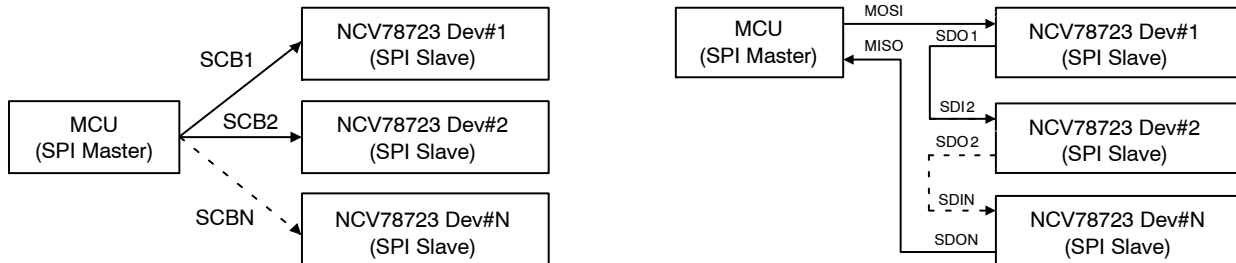 NCV78723 Dev#1
(SPI Slave)
SCB1
MCU
(SPI Master)
SCB2
NCV78723 Dev#2
(SPI Slave)
SCBN
NCV78723 Dev#N
(SPI Slave)
MCU
(SPI Master)
MOSI
MISO
SDO1
NCV78723 Dev#1
(SPI Slave)
SDI2
SDO2
NCV78723 Dev#2
(SPI Slave)
SDIN
SDON
NCV78723 Dev#N
(SPI Slave)